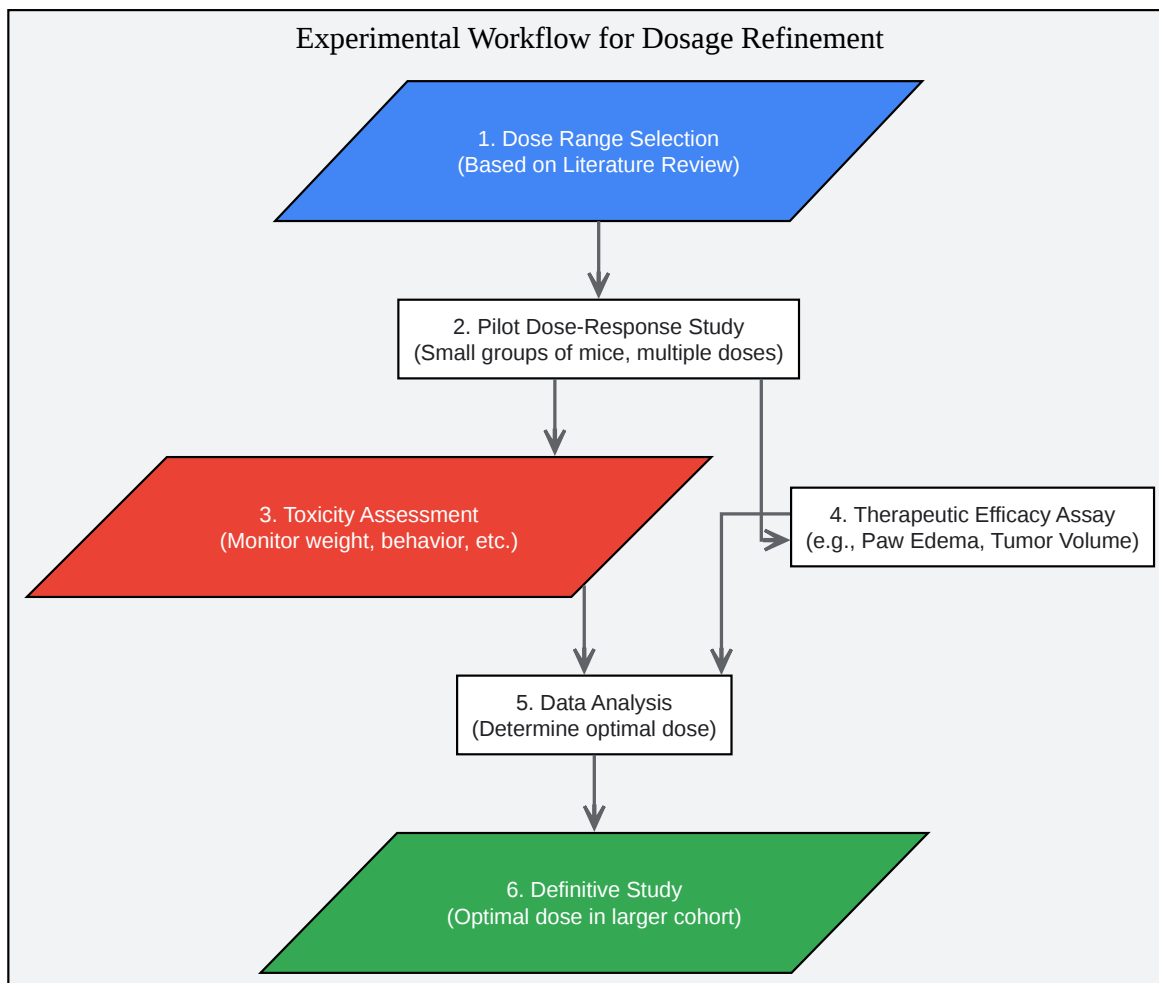 Experimental Workflow for Dosage Refinement
1. Dose Range Selection
(Based on Literature Review)
2. Pilot Dose-Response Study
(Small groups of mice, multiple doses)
3. Toxicity Assessment
(Monitor weight, behavior, etc.)
4. Therapeutic Efficacy Assay
(e.g., Paw Edema, Tumor Volume)
5. Data Analysis
(Determine optimal dose)
6. Definitive Study
(Optimal dose in larger cohort)